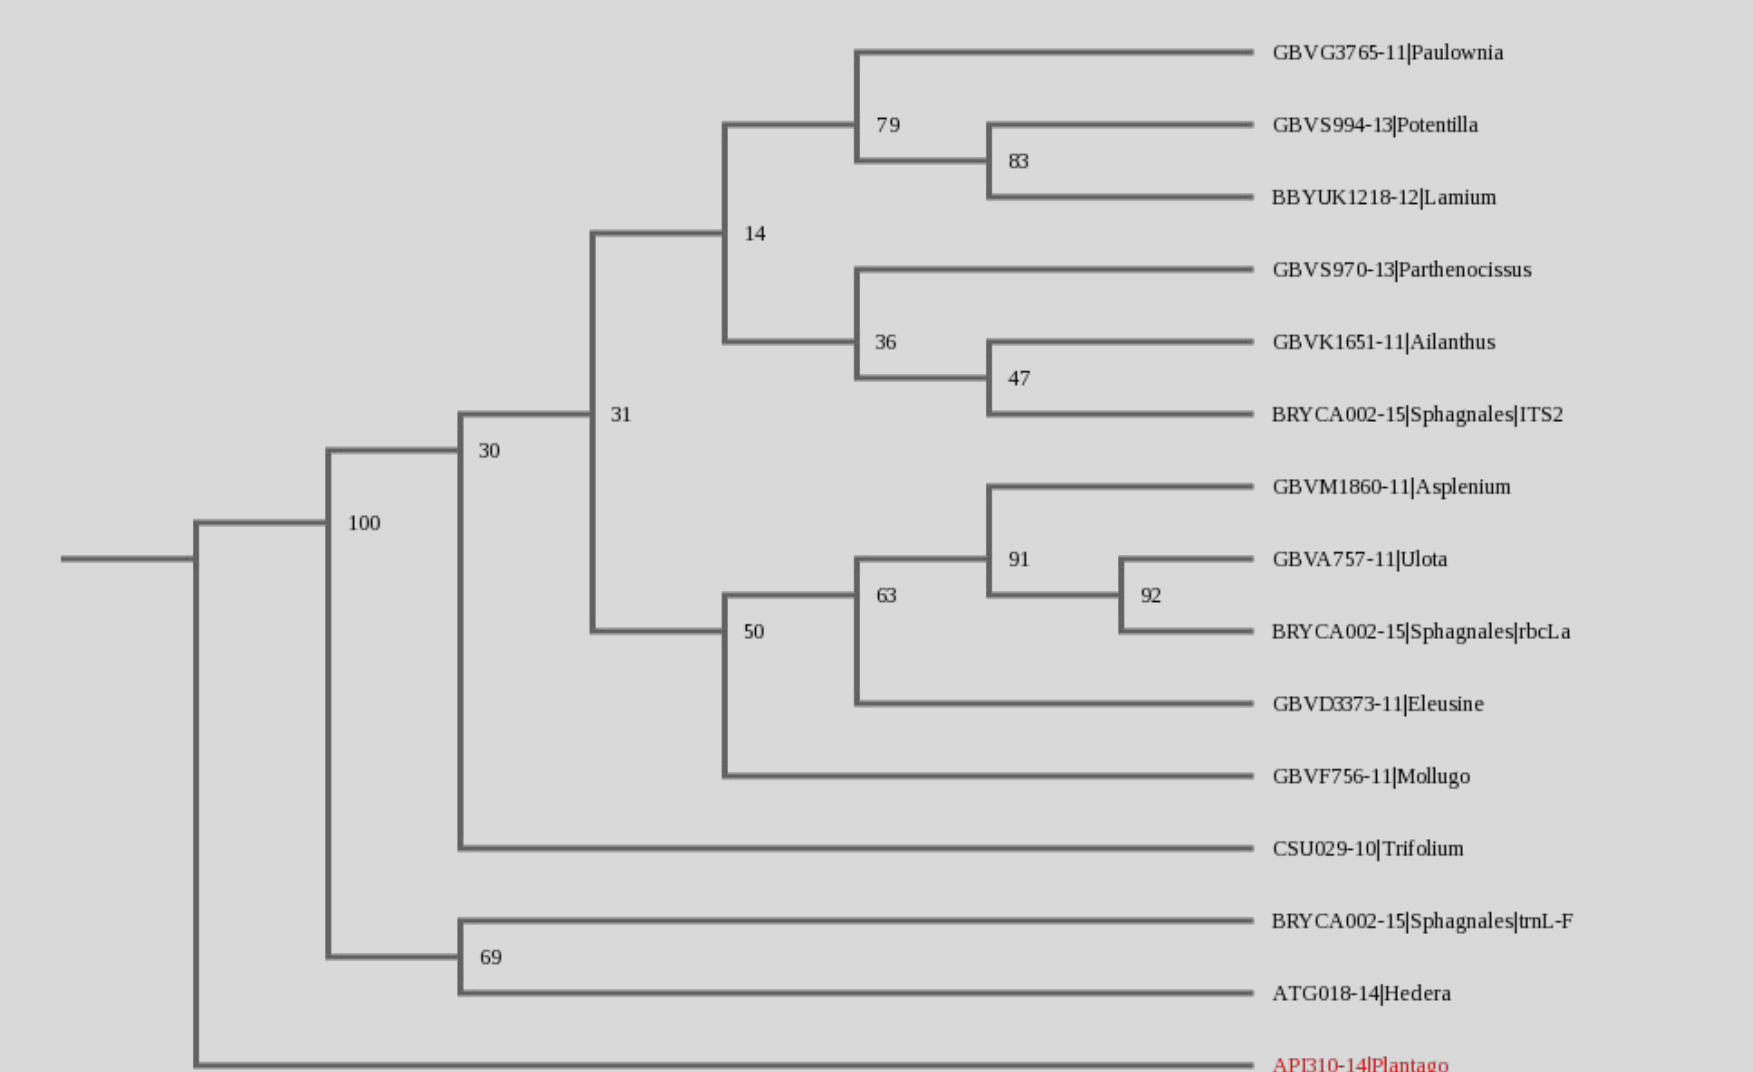 GBVG3765-11|Paulownia
79
GBVS994-13|Potentilla
83
BBYUK1218-12|Lamium
14
GBVS970-13|Parthenocissus
36
GBVK1651-11|Ailanthus
47
31
BRYCA002-15|Sphagnales|ITS2
30
GBVM1860-11|Asplenium
100
91
GBVA757-11|Ulota
63
92
50
BRYCA002-15|Sphagnales|rbcLa
GBVD3373-11|Eleusine
GBVF756-11|Mollugo
CSU029-10|Trifolium
BRYCA002-15|Sphagnales|trnL-F
69
ATG018-14|Hedera
API310-14|Plantago